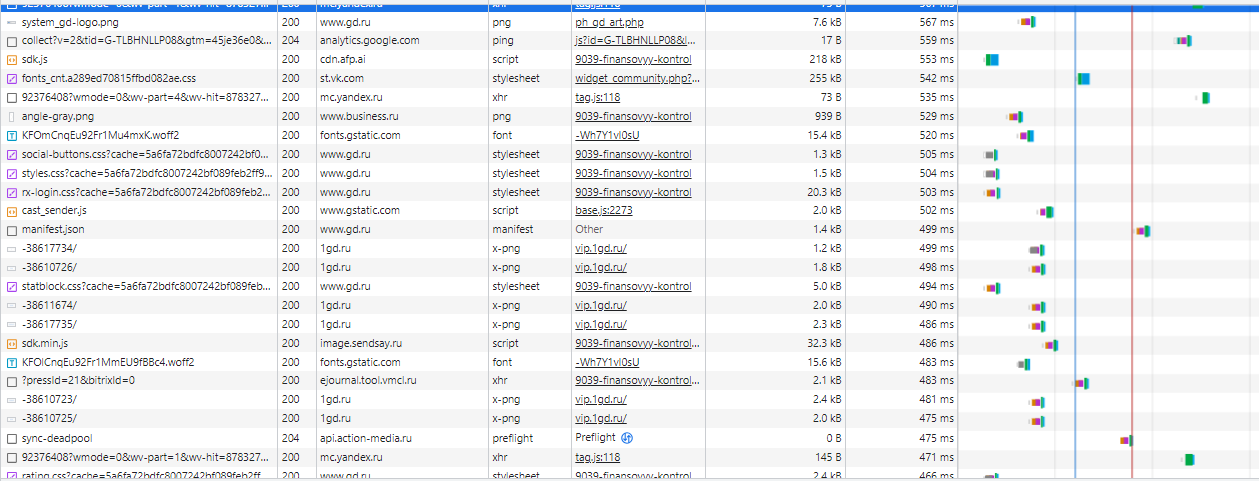 system_gd-logo.png 200 www.gd.ru png ph_gd_art.php 7.6 kB 567 ms
collect?v=2&tid=G-TLBHNLLP08&gtm=45je36e0&... 204 analytics.google.com ping js?id=G-TLBHNLLP08&l... 17 B 559 ms
sdk.js 200 cdn.afp.ai script 9039-finansovyy-kontrol 218 kB 553 ms
fonts_cnt.a289ed70815ffbd082ae.css 200 st.vk.com stylesheet widget_community.php?... 255 kB 542 ms
92376408?wmode=0&wv-part=4&wv-hit=878327... 200 mc.yandex.ru xhr tag.js:118 73 B 535 ms
angle-gray.png 200 www.business.ru png 9039-finansovyy-kontrol 939 B 529 ms
KFOmCnqEu92Fr1Mu4mxK.woff2 200 fonts.gstatic.com font -Wh7Y1vI0sU 15.4 kB 520 ms
social-buttons.css?cache=5a6fa72bdfc8007242bf0... 200 www.gd.ru stylesheet 9039-finansovyy-kontrol 1.3 kB 505 ms
styles.css?cache=5a6fa72bdfc8007242bf089feb2ff9... 200 www.gd.ru stylesheet 9039-finansovyy-kontrol 1.5 kB 504 ms
rx-login.css?cache=5a6fa72bdfc8007242bf089feb2... 200 www.gd.ru stylesheet 9039-finansovyy-kontrol 20.3 kB 503 ms
cast_sender.js 200 www.gstatic.com script base.js:2273 2.0 kB 502 ms
manifest.json 200 www.gd.ru manifest Other 1.4 kB 499 ms
-38617734/ 200 1gd.ru x-png vip.1gd.ru/ 1.2 kB 499 ms
-38610726/ 200 1gd.ru x-png vip.1gd.ru/ 1.8 kB 498 ms
statblock.css?cache=5a6fa72bdfc8007242bf089feb... 200 www.gd.ru stylesheet 9039-finansovyy-kontrol 5.0 kB 494 ms
-38611674/ 200 1gd.ru x-png vip.1gd.ru/ 2.0 kB 490 ms
-38617735/ 200 1gd.ru x-png vip.1gd.ru/ 2.3 kB 486 ms
sdk.min.js 200 image.sendsay.ru script 9039-finansovyy-kontrol... 32.3 kB 486 ms
KFOlCnqEu92Fr1MmEU9fBBc4.woff2 200 fonts.gstatic.com font -Wh7Y1vI0sU 15.6 kB 483 ms
?pressId=21&bitrixId=0 200 ejournal.tool.vmcl.ru xhr 9039-finansovyy-kontrol... 2.1 kB 483 ms
-38610723/ 200 1gd.ru x-png vip.1gd.ru/ 2.4 kB 481 ms
-38610725/ 200 1gd.ru x-png vip.1gd.ru/ 2.0 kB 475 ms
sync-deadpool 204 api.action-media.ru preflight Preflight 0 B 475 ms
92376408?wmode=0&wv-part=1&wv-hit=878327... 200 mc.yandex.ru xhr tag.js:118 145 B 471 ms
rating.css?cache=5a6fa72bdfc8007242bf089feb2ff... 200 www.gd.ru stylesheet 9039-finansovyy-kontrol 2.4 kB 466 ms